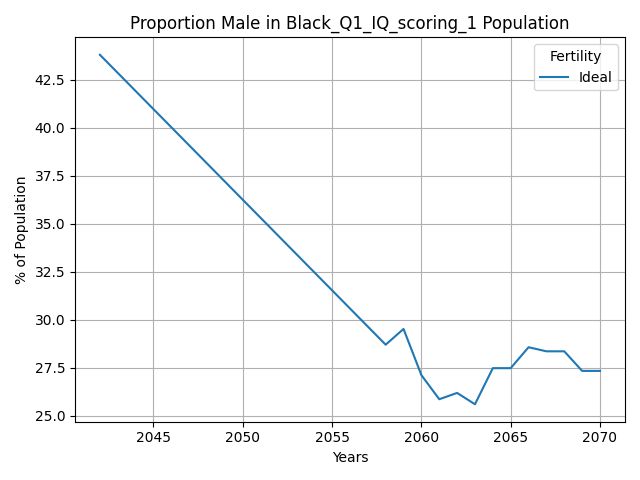 Proportion Male in Black_Q1_IQ_scoring_1 Population
Fertility
Ideal
% of Population
42.5
40.0
37.5
35.0
32.5
30.0
27.5
25.0
2045 2050 2055 2060 2065 2070
Years